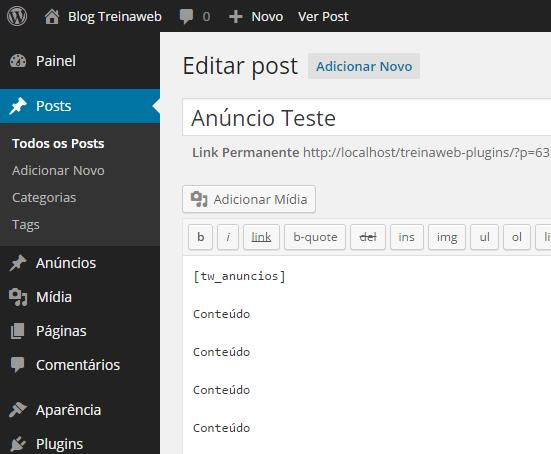 Blog Treinaweb 0 + Novo Ver Post
Painel
Posts
Todos os Posts
Adicionar Novo
Categorias
Tags
Anúncios
Mídia
Páginas
Comentários
Aparência
Plugins
Editar post Adicionar Novo
Anúncio Teste
Link Permanente http://localhost/treinaweb-plugins/?p=63
Adicionar Mídia
b i link b-quote del ins img ul ol li
[tw_anuncios]
Conteúdo
Conteúdo
Conteúdo
Conteúdo